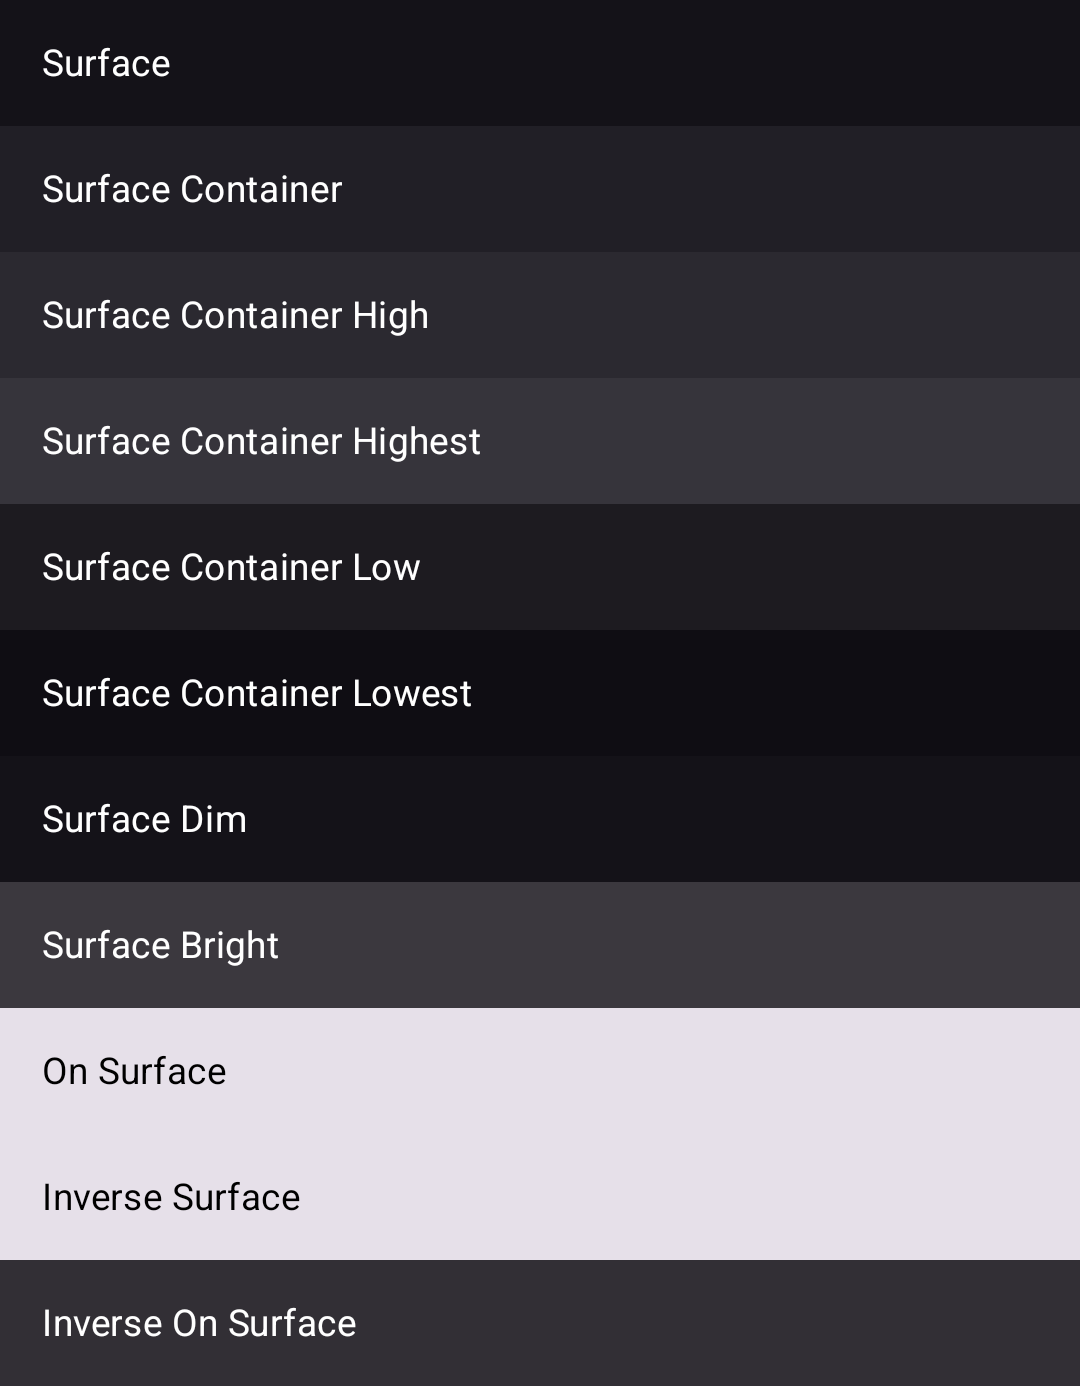 Surface
Surface Container
Surface Container High
Surface Container Highest
Surface Container Low
Surface Container Lowest
Surface Dim
Surface Bright
On Surface
Inverse Surface
Inverse On Surface